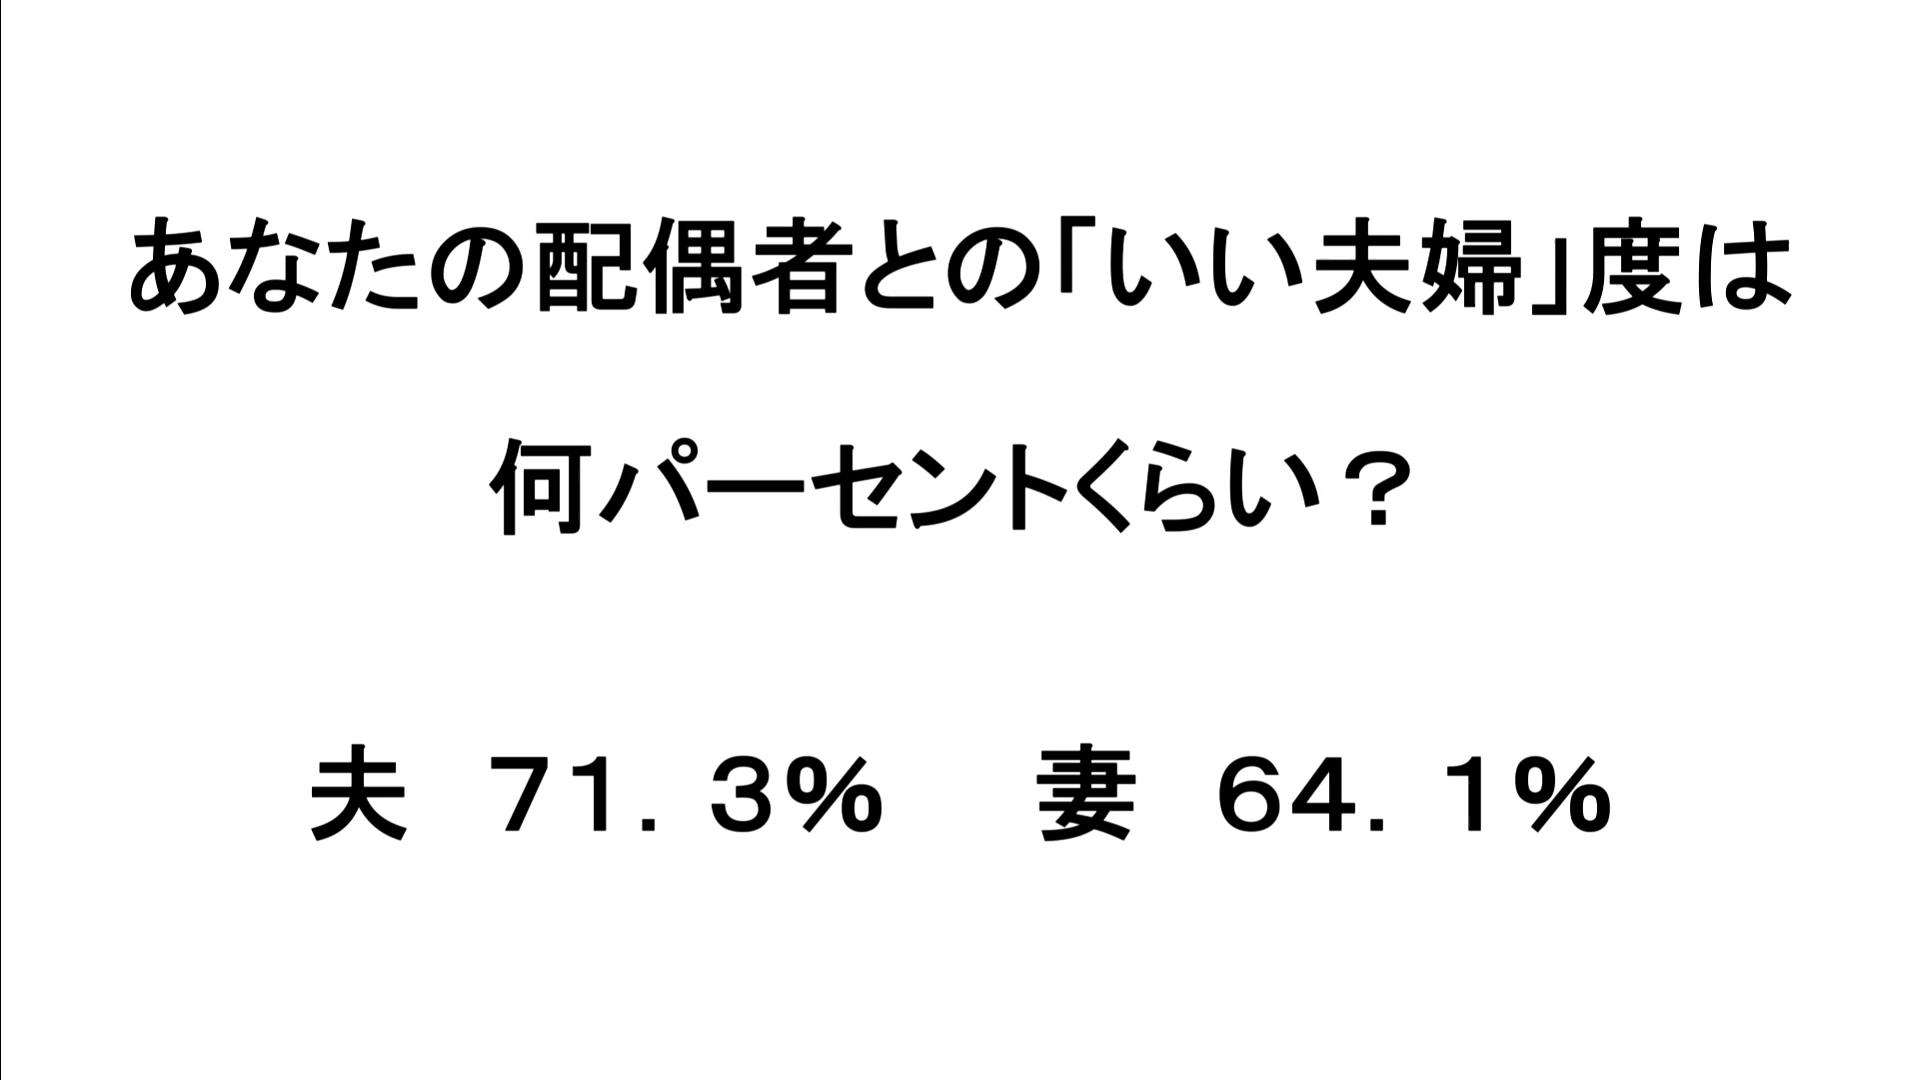 あなたの配偶者との「いい夫婦」度は
何パーセントくらい？
夫　７１．３％　妻　６４．１％